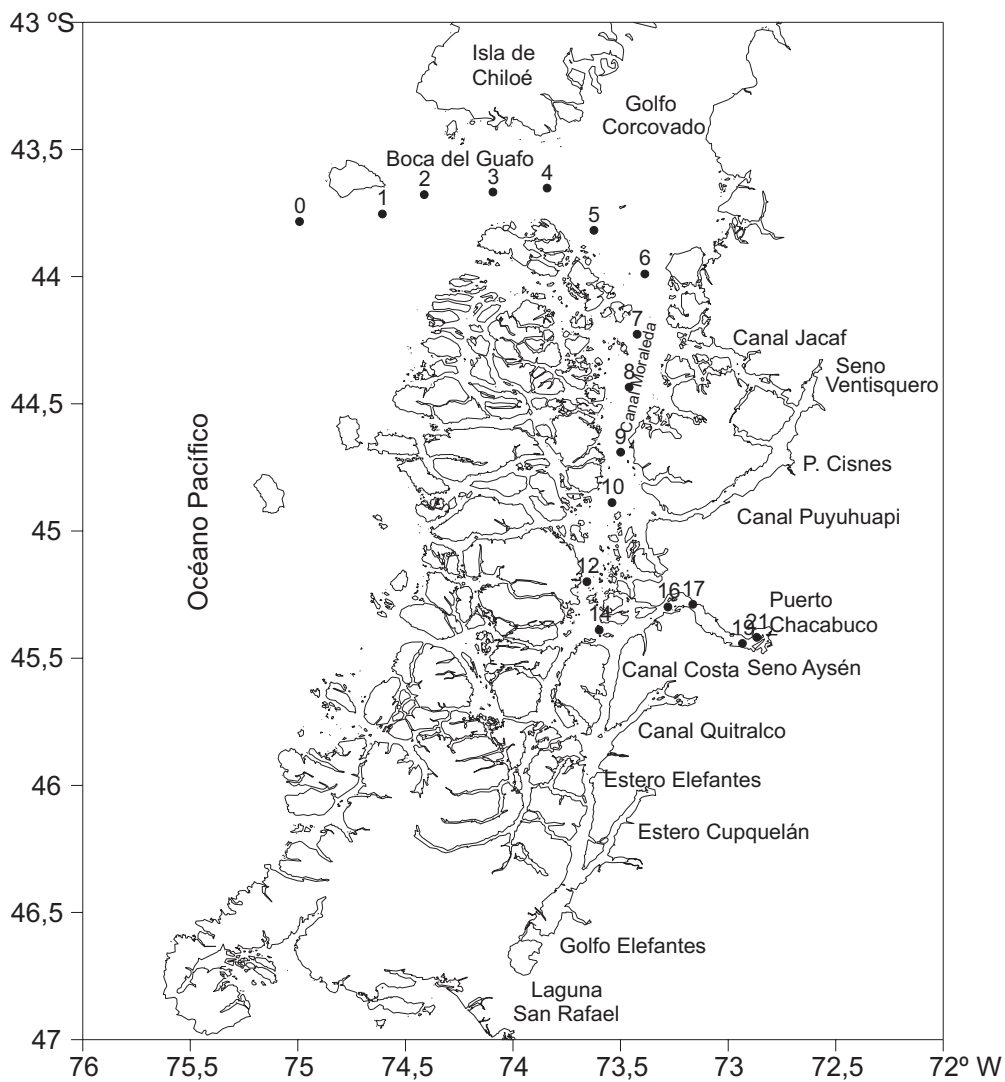 43 ºS
Isla de
Chiloé
Golfo
Corcovado
43,5
Boca del Guafo
0
1
2
3
4
5
6
44
7
Canal Jacaf
Seno
Ventisquero
8
Canal Moraleda
44,5
9
P. Cisnes
10
Canal Puyuhuapi
Océano Pacífico
45
12
14
16
17
Puerto
Chacabuco
19
21
Canal Costa
Seno Aysén
45,5
Canal Quitralco
46
Estero Elefantes
Estero Cupquelán
46,5
Golfo Elefantes
Laguna
San Rafael
47
76
75,5
75
74,5
74
73,5
73
72,5
72º W